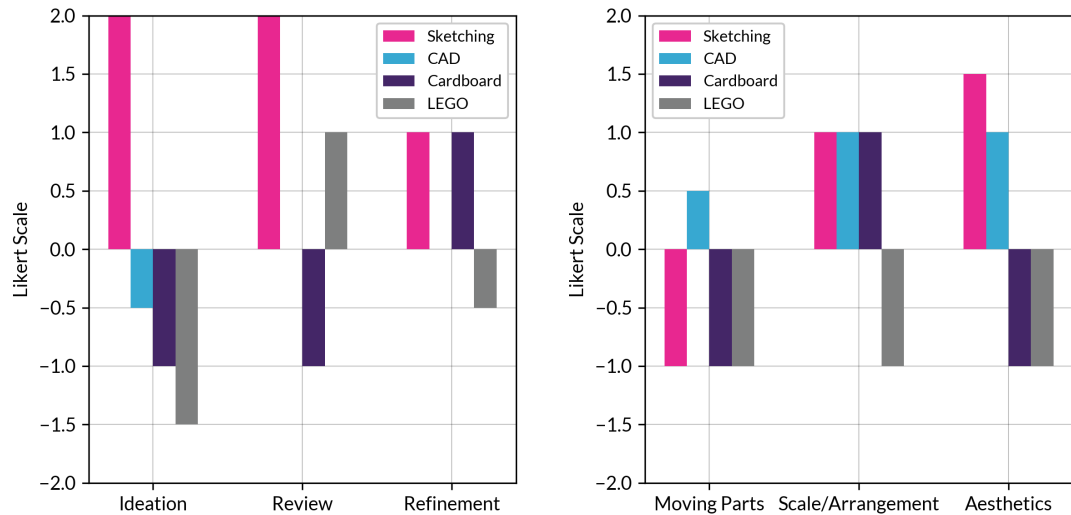 2.0
1.5
1.0
0.5
0.0
−0.5
−1.0
−1.5
−2.0
Likert Scale
Sketching
CAD
Cardboard
LEGO
Ideation Review Refinement
2.0
1.5
1.0
0.5
0.0
−0.5
−1.0
−1.5
−2.0
Likert Scale
Sketching
CAD
Cardboard
LEGO
Moving Parts Scale/Arrangement Aesthetics